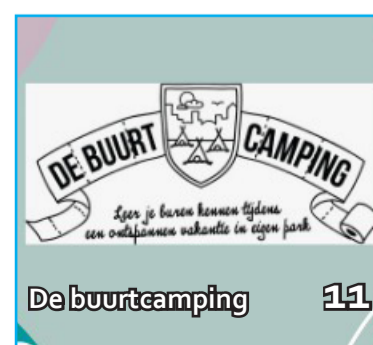 DE BUURT CAMPING
Leer je buren kennen tijdens
een ontspannen vakantie in eigen park
De buurtcamping 11